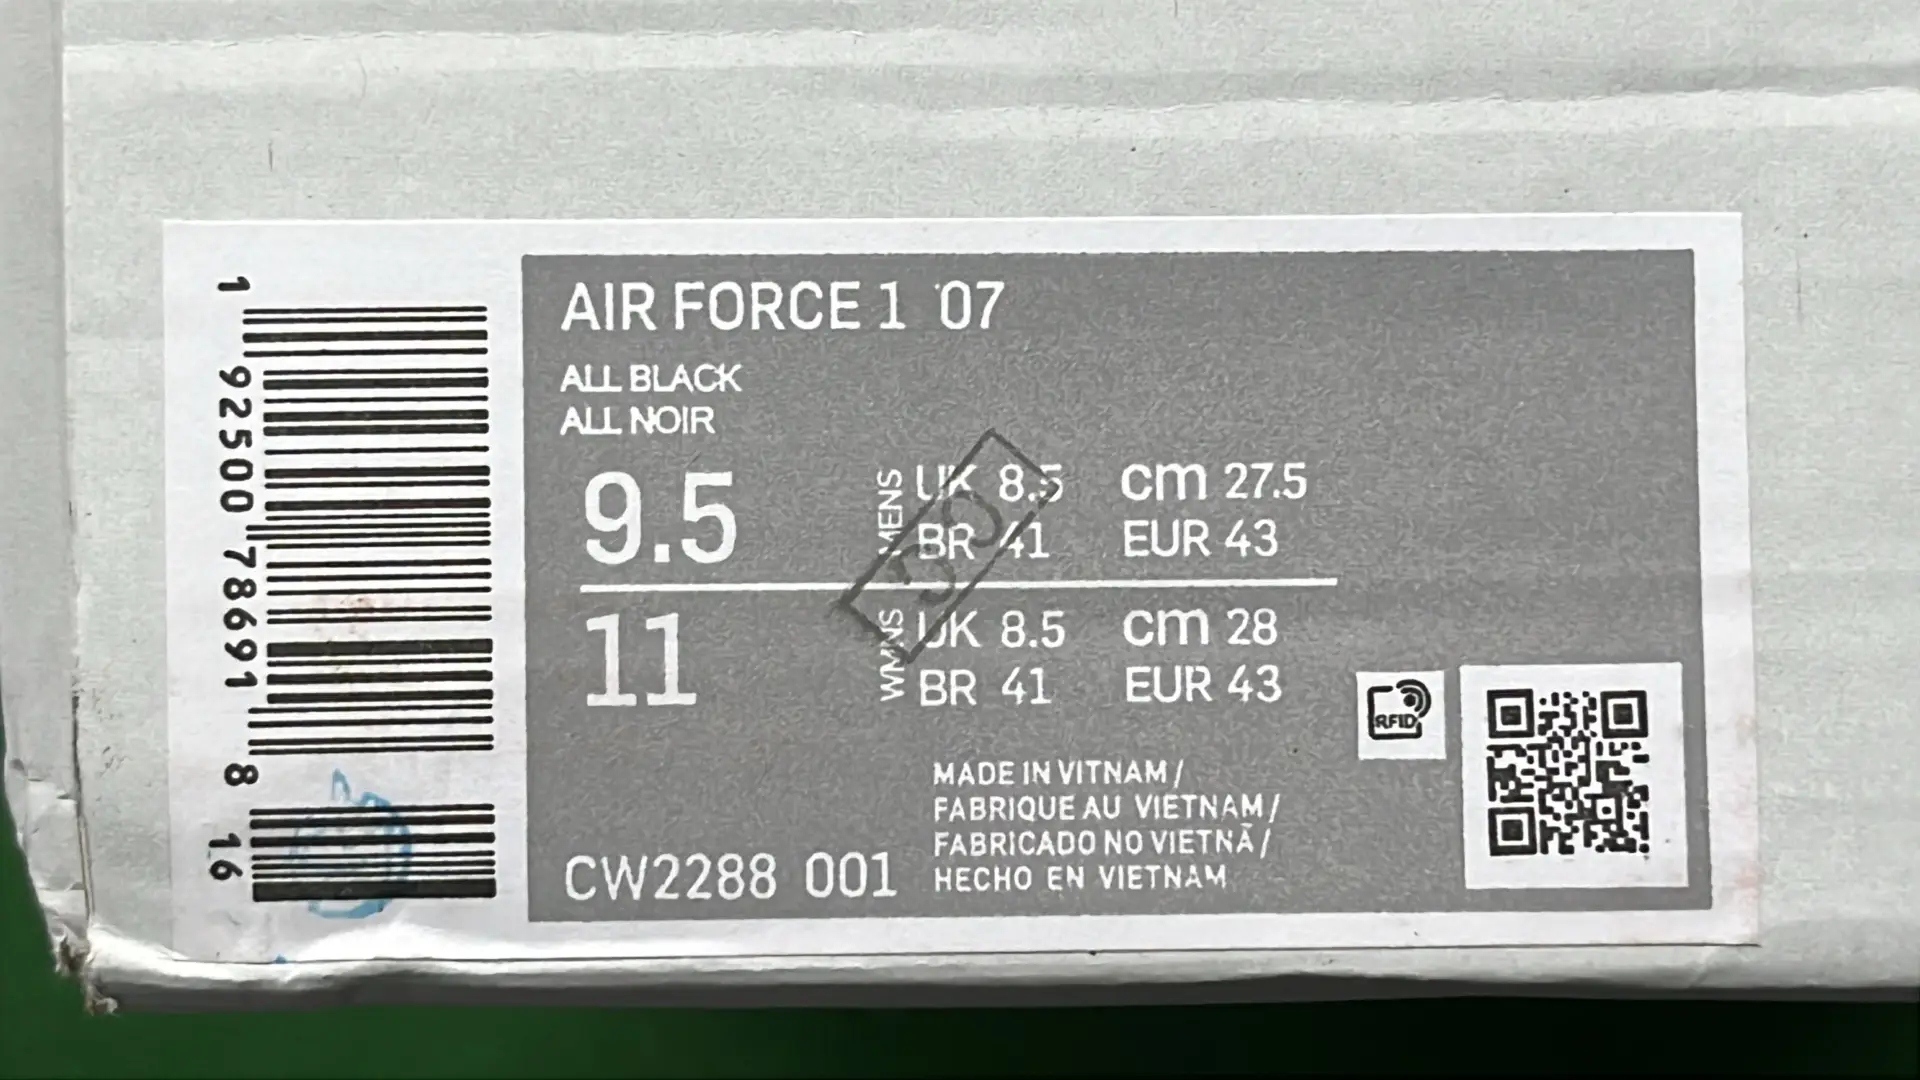 1 92500 78691 8
16
AIR FORCE 1 '07
ALL BLACK
ALL NOIR
9.5
MENS
UK 8.5 cm 27.5
BR 41 EUR 43
11
WMNS
UK 8.5 cm 28
BR 41 EUR 43
RFID
MADE IN VITNAM /
FABRIQUE AU VIETNAM /
FABRICADO NO VIETNÃ /
HECHO EN VIETNAM
CW2288 001